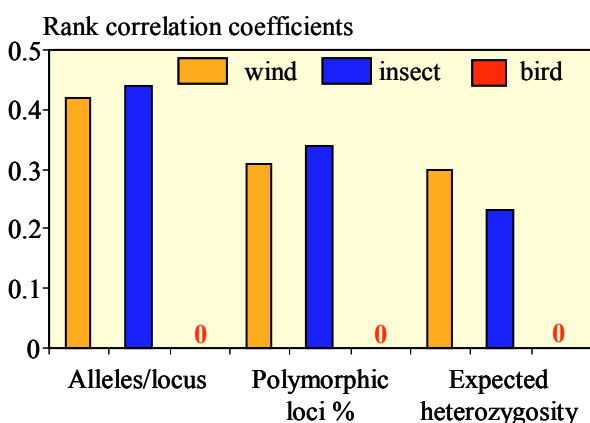 Rank correlation coefficients
0.5
wind insect bird
0.4
0.3
0.2
0.1
0
0 0 0
Alleles/locus Polymorphic Expected
loci % heterozygosity